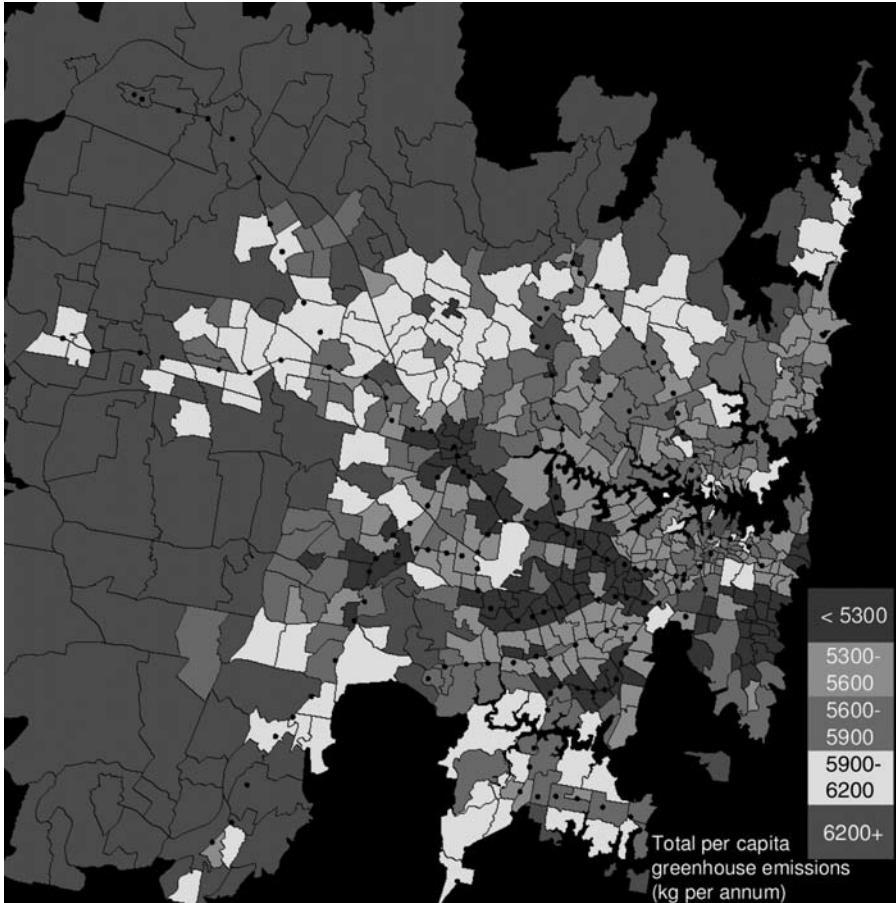 < 5300
5300-
5600
5600-
5900
5900-
6200
6200+
Total per capita
greenhouse emissions
(kg per annum)